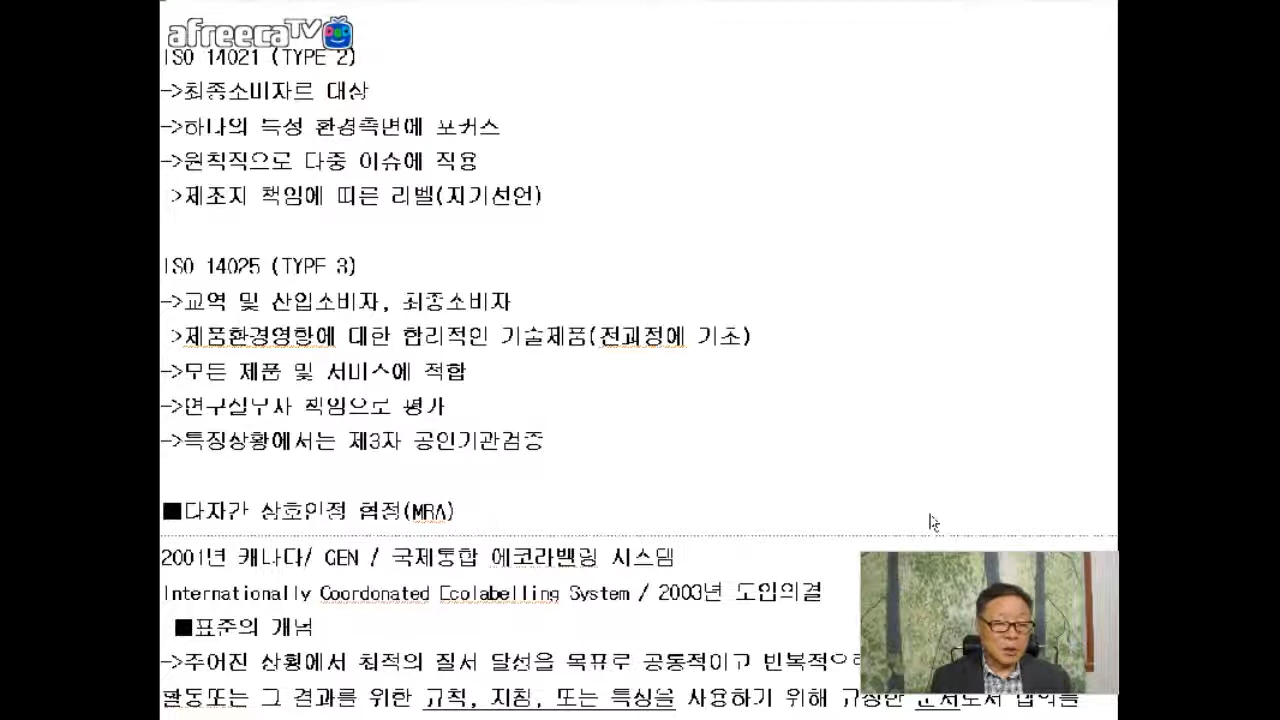 afreecaTV
ISO 14021 (TYPE 2)
->최종소비자르 대상
->하나의 특성 환경측면에 포커스
->원칙적으로 다중 이슈에 적용
>제조자 책임에 따른 리벨(자기선언)
ISO 14025 (TYPE 3)
->교역 및 산입소비자, 최종소비자
>제품환경영향에 대한 합리적인 기술제품(전과정에 기초)
->모든 제품 및 서비스에 적합
->연구실무자 책임으로 평가
->특정상황에서는 제3자 공인기관검증
■다자간 상호인정 협정(MRA)
2001년 캐나다/ GEN / 국제통합 에코라밸링 시스템
Internationally Coordonated Ecolabelling System / 2003년 도입의결
■표준의 개념
->주어진 상황에서 최적의 질서 달성을 목표로 공통적이고
활동또는 그 결과를 위한 규칙, 지침, 또는 특성을 사용하기 위해